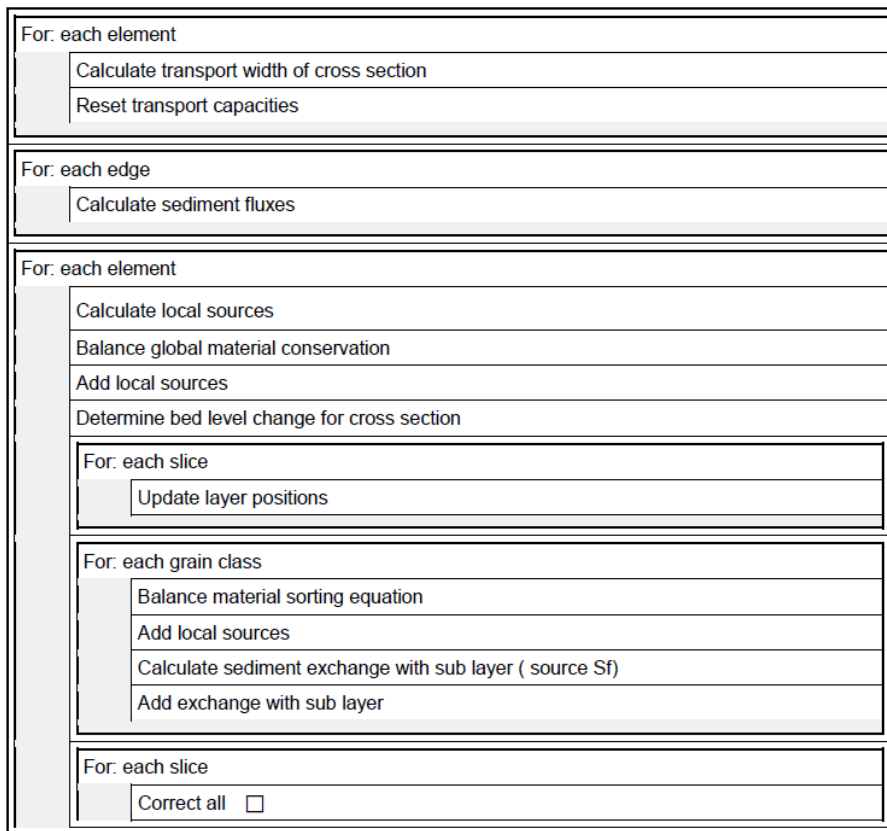 For: each element
Calculate transport width of cross section
Reset transport capacities
For: each edge
Calculate sediment fluxes
For: each element
Calculate local sources
Balance global material conservation
Add local sources
Determine bed level change for cross section
For: each slice
Update layer positions
For: each grain class
Balance material sorting equation
Add local sources
Calculate sediment exchange with sub layer ( source Sf)
Add exchange with sub layer
For: each slice
Correct all □